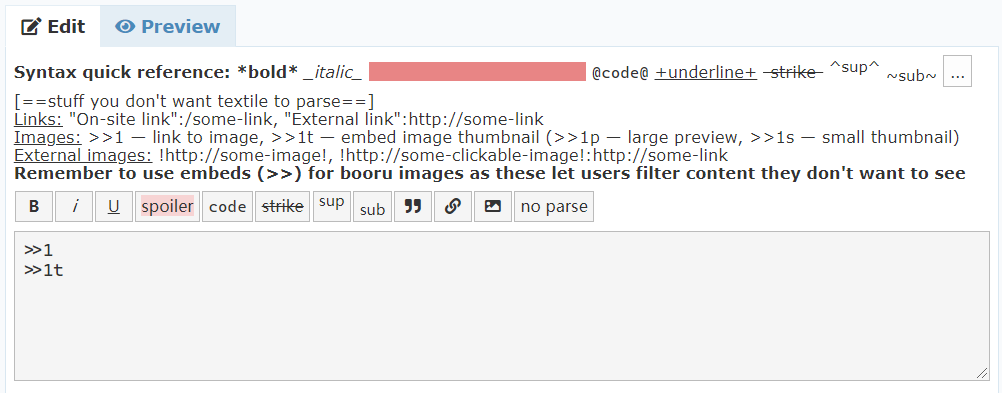 Edit Preview
Syntax quick reference: *bold* _italic_ @code@ +underline+ -strike- ^sup^ ~sub~ ...
[==stuff you don't want textile to parse==]
Links: "On-site link":/some-link, "External link":http://some-link
Images: >>1 — link to image, >>1t — embed image thumbnail (>>1p — large preview, >>1s — small thumbnail)
External images: !http://some-image!, !http://some-clickable-image!:http://some-link
Remember to use embeds (>>) for booru images as these let users filter content they don't want to see
B i U spoiler code strike sup sub no parse
>>1
>>1t